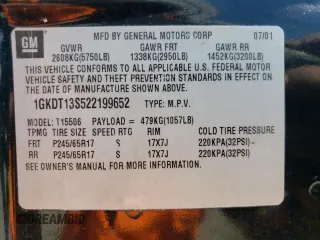 GM
MFD BY GENERAL MOTORS CORP 07/01
GVWR GAWR FRT GAWR RR
2608KG(5750LB) 1338KG(2950LB) 1452KG(3200LB)
THIS VEHICLE CONFORMS TO ALL APPLICABLE U.S. FEDERAL MOTOR
VEHICLE SAFETY AND THEFT PREVENTION STANDARDS IN EFFECT ON
THE DATE OF MANUFACTURE SHOWN ABOVE.
1GKDT13S522199652 TYPE: M.P.V.
MODEL: T15506 PAYLOAD = 479KG(1057LB)
TPMG TIRE SIZE SPEED RTG RIM COLD TIRE PRESSURE
FRT P245/65R17 S 17X7J 220KPA(32PSI)
RR P245/65R17 S 17X7J 220KPA(32PSI)
SEE OWNER'S MANUAL FOR MORE INFORMATION.
IDREAMBID